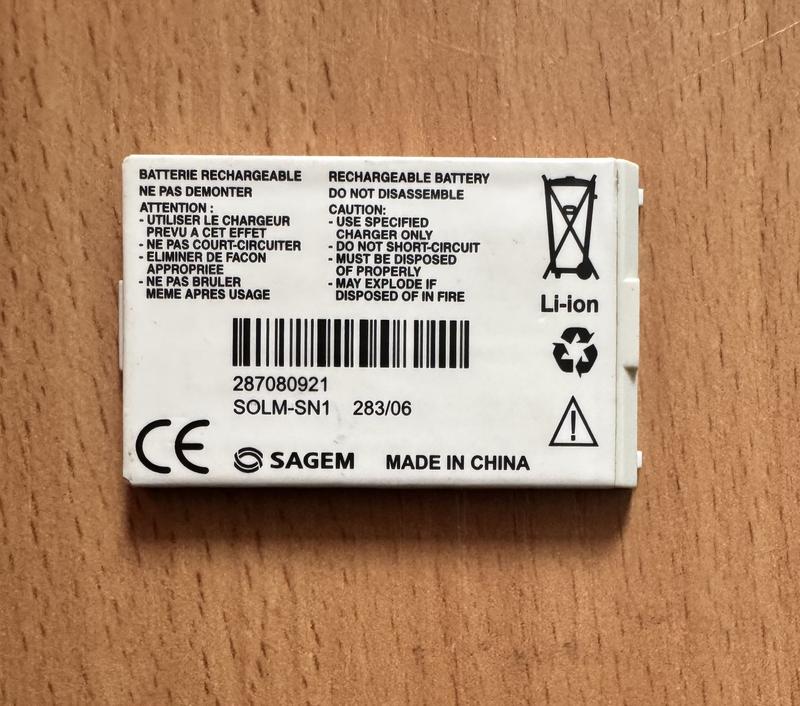 BATTERIE RECHARGEABLE
NE PAS DEMONTER
ATTENTION :
- UTILISER LE CHARGEUR
PREVU A CET EFFET
- NE PAS COURT-CIRCUITER
- ELIMINER DE FACON
APPROPRIEE
- NE PAS BRULER
MEME APRES USAGE
RECHARGEABLE BATTERY
DO NOT DISASSEMBLE
CAUTION:
- USE SPECIFIED
CHARGER ONLY
- DO NOT SHORT-CIRCUIT
- MUST BE DISPOSED
OF PROPERLY
- MAY EXPLODE IF
DISPOSED OF IN FIRE
Li-ion
287080921
SOLM-SN1 283/06
CE SAGEM MADE IN CHINA